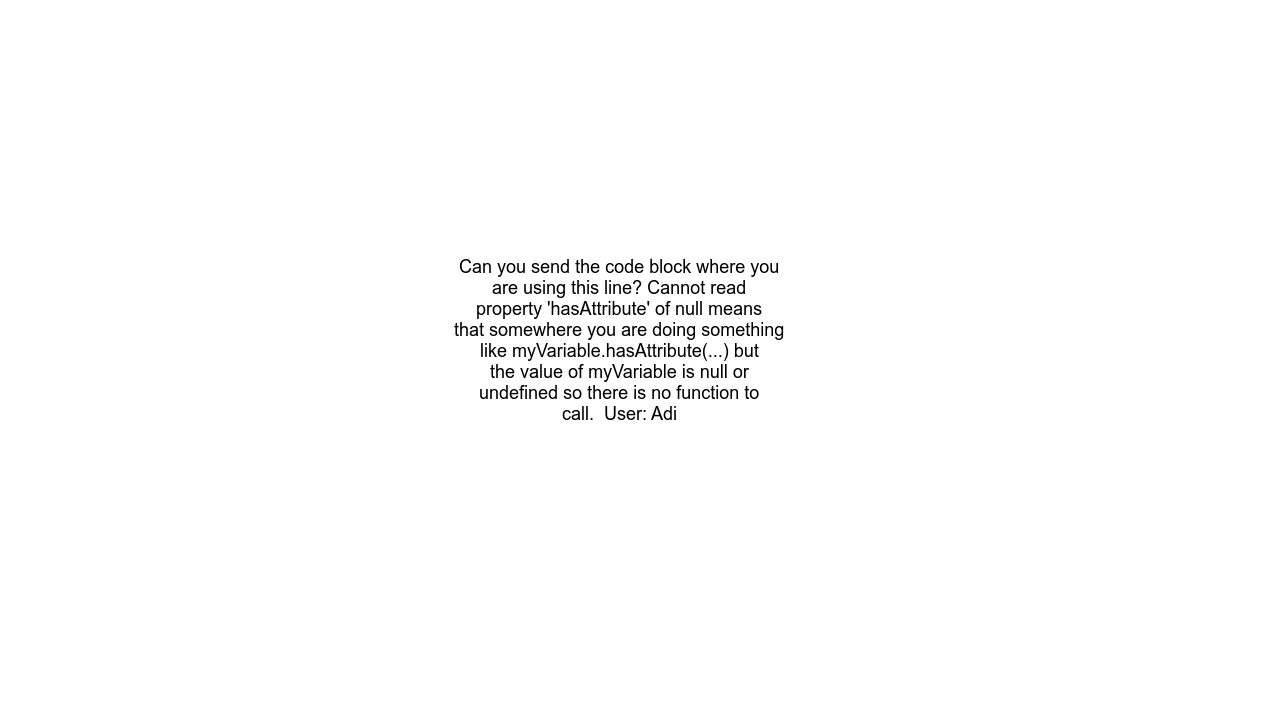 Can you send the code block where you
are using this line? Cannot read
property 'hasAttribute' of null means
that somewhere you are doing something
like myVariable.hasAttribute(...) but
the value of myVariable is null or
undefined so there is no function to
call.  User: Adi